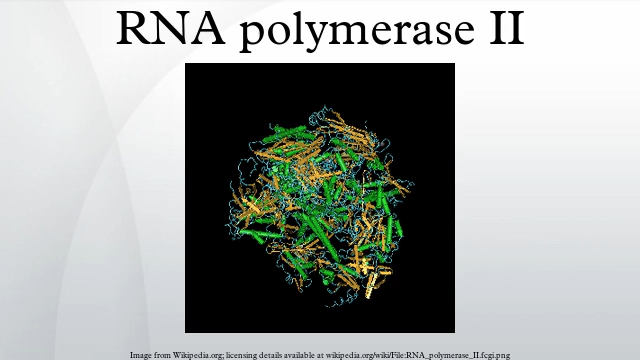 RNA polymerase II
Image from Wikipedia.org; licensing details available at wikipedia.org/wiki/File:RNA_polymerase_II.fcgi.png